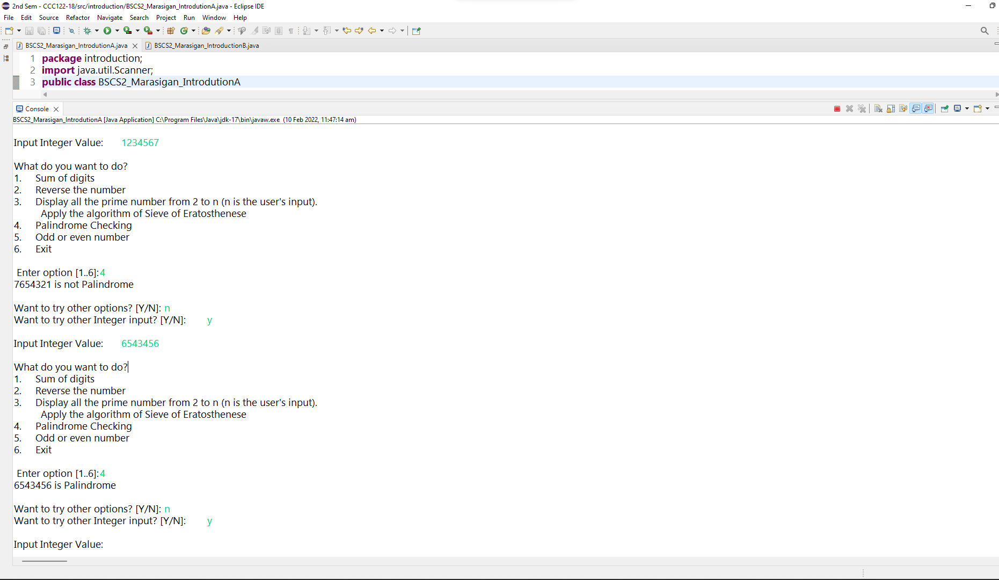 2nd Sem - CCC122-18/src/introduction/BSCS2_Marasigan_IntrodutionA.java - Eclipse IDE
File Edit Source Refactor Navigate Search Project Run Window Help
BSCS2_Marasigan_IntrodutionA.java BSCS2_Marasigan_IntroductionB.java
1 package introduction;
2 import java.util.Scanner;
3 public class BSCS2_Marasigan_IntrodutionA
Console
BSCS2_Marasigan_IntrodutionA [Java Application] C:\Program Files\Java\jdk-17\bin\javaw.exe (10 Feb 2022, 11:47:14 am)
Input Integer Value: 1234567
What do you want to do?
1. Sum of digits
2. Reverse the number
3. Display all the prime number from 2 to n (n is the user's input).
Apply the algorithm of Sieve of Eratosthenese
4. Palindrome Checking
5. Odd or even number
6. Exit
Enter option [1..6]:4
7654321 is not Palindrome
Want to try other options? [Y/N]: n
Want to try other Integer input? [Y/N]: y
Input Integer Value: 6543456
What do you want to do?
1. Sum of digits
2. Reverse the number
3. Display all the prime number from 2 to n (n is the user's input).
Apply the algorithm of Sieve of Eratosthenese
4. Palindrome Checking
5. Odd or even number
6. Exit
Enter option [1..6]:4
6543456 is Palindrome
Want to try other options? [Y/N]: n
Want to try other Integer input? [Y/N]: y
Input Integer Value: